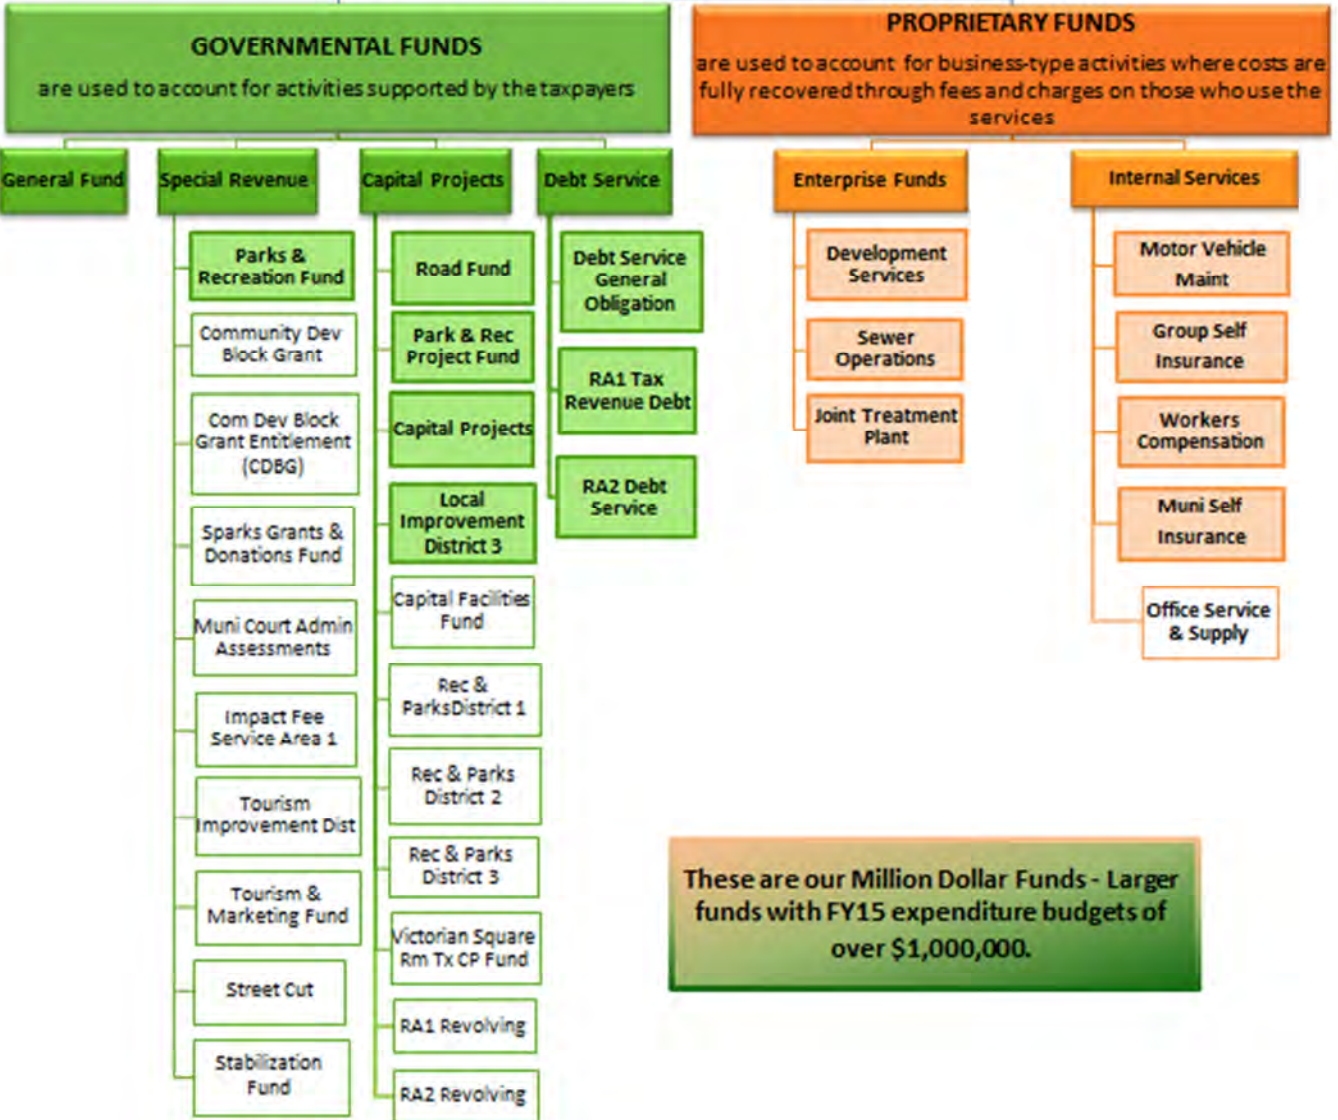 GOVERNMENTAL FUNDS
are used to account for activities supported by the taxpayers
PROPRIETARY FUNDS
are used to account for business-type activities where costs are
fully recovered through fees and charges on those who use the
services
General Fund
Special Revenue
Parks &
Recreation Fund
Community Dev
Block Grant
Com Dev Block
Grant Entitlement
(CDBG)
Sparks Grants &
Donations Fund
Muni Court Admin
Assessments
Impact Fee
Service Area 1
Tourism
Improvement Dist
Tourism &
Marketing Fund
Street Cut
Stabilization
Fund
Capital Projects
Road Fund
Park & Rec
Project Fund
Capital Projects
Local
Improvement
District 3
Capital Facilities
Fund
Rec &
ParksDistrict 1
Rec & Parks
District 2
Rec & Parks
District 3
Victorian Square
Rm Tx CP Fund
RA1 Revolving
RA2 Revolving
Debt Service
Debt Service
General
Obligation
RA1 Tax
Revenue Debt
RA2 Debt
Service
Enterprise Funds
Development
Services
Sewer
Operations
Joint Treatment
Plant
Internal Services
Motor Vehicle
Maint
Group Self
Insurance
Workers
Compensation
Muni Self
Insurance
Office Service
& Supply
These are our Million Dollar Funds - Larger
funds with FY15 expenditure budgets of
over $1,000,000.